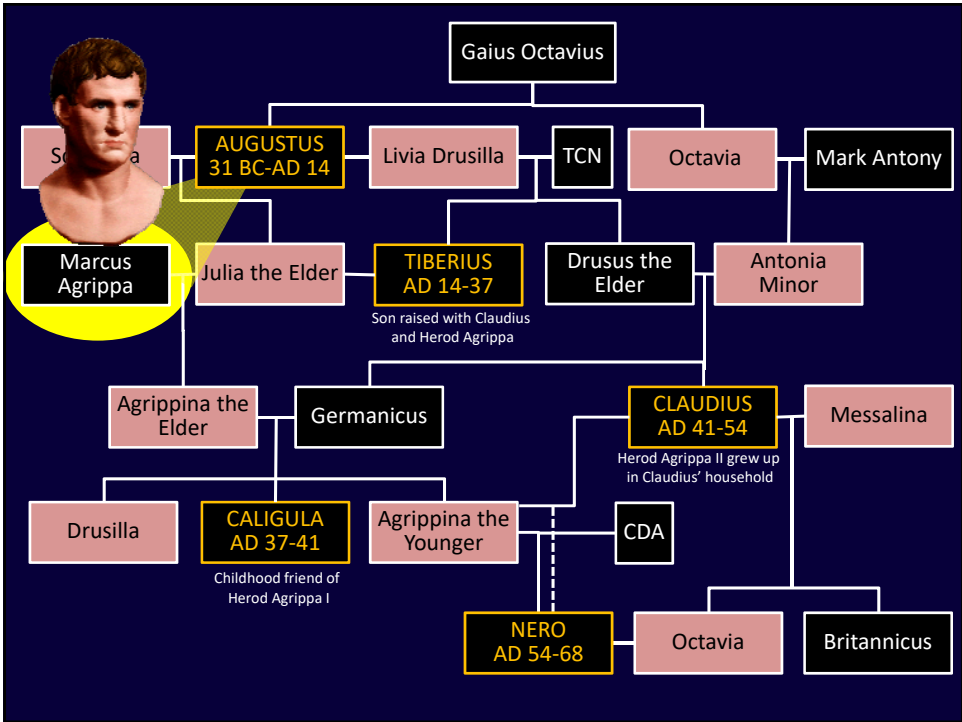 Gaius Octavius
AUGUSTUS
31 BC-AD 14
Livia Drusilla
TCN
Octavia
Mark Antony
Marcus
Agrippa
Julia the Elder
TIBERIUS
AD 14-37
Drusus the
Elder
Antonia
Minor
Son raised with Claudius
and Herod Agrippa
Agrippina the
Elder
Germanicus
CLAUDIUS
AD 41-54
Messalina
Herod Agrippa II grew up
in Claudius’ household
Drusilla
CALIGULA
AD 37-41
Agrippina the
Younger
CDA
Childhood friend of
Herod Agrippa I
NERO
AD 54-68
Octavia
Britannicus